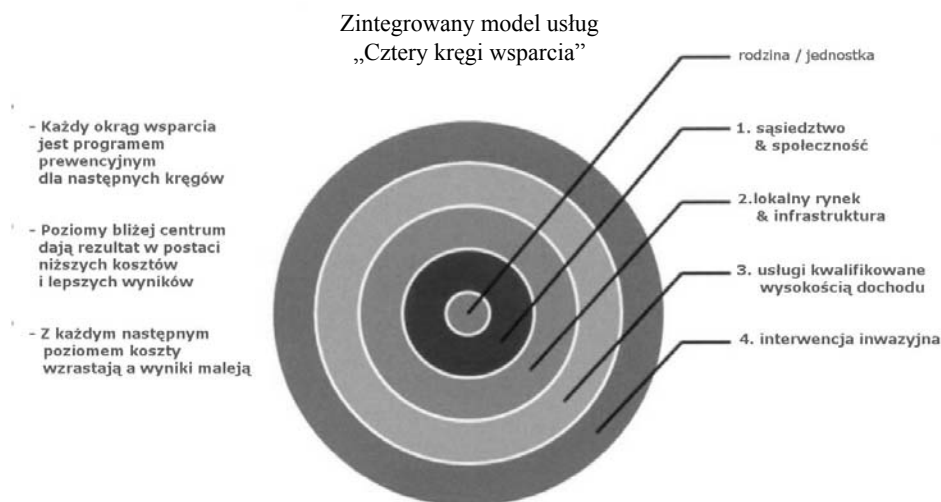 Zintegrowany model usług
„Cztery kręgi wsparcia”
- Każdy okrąg wsparcia
jest programem
prewencyjnym
dla następnych kręgów
- Poziomy bliżej centrum
dają rezultat w postaci
niższych kosztów
i lepszych wyników
- Z każdym następnym
poziomem koszty
wzrastają a wyniki maleją
rodzina / jednostka
1. sąsiedztwo
& społeczność
2.lokalny rynek
& infrastruktura
3. usługi kwalifikowane
wysokością dochodu
4. interwencja inwazyjna